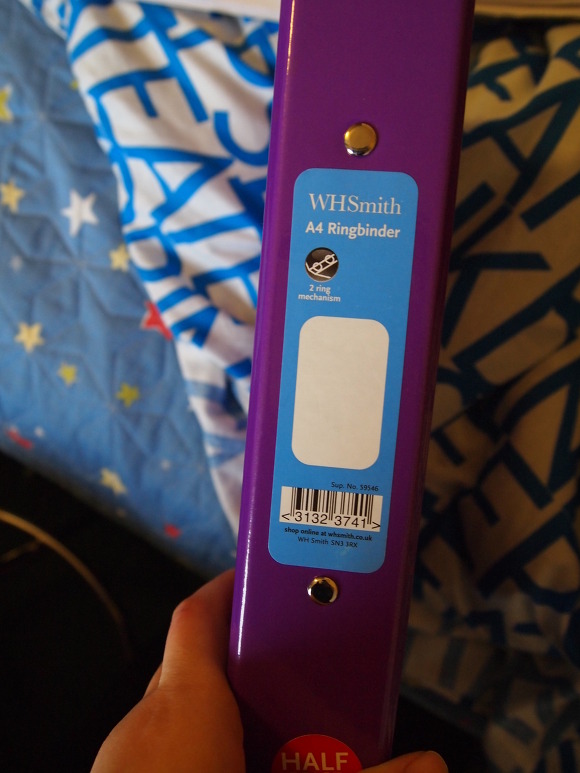 WHSmith
A4 Ringbinder
2 ring
mechanism
Sup. No. 59546
<3132 3741>
shop online at whsmith.co.uk
WH Smith SN3 3RX
HALF